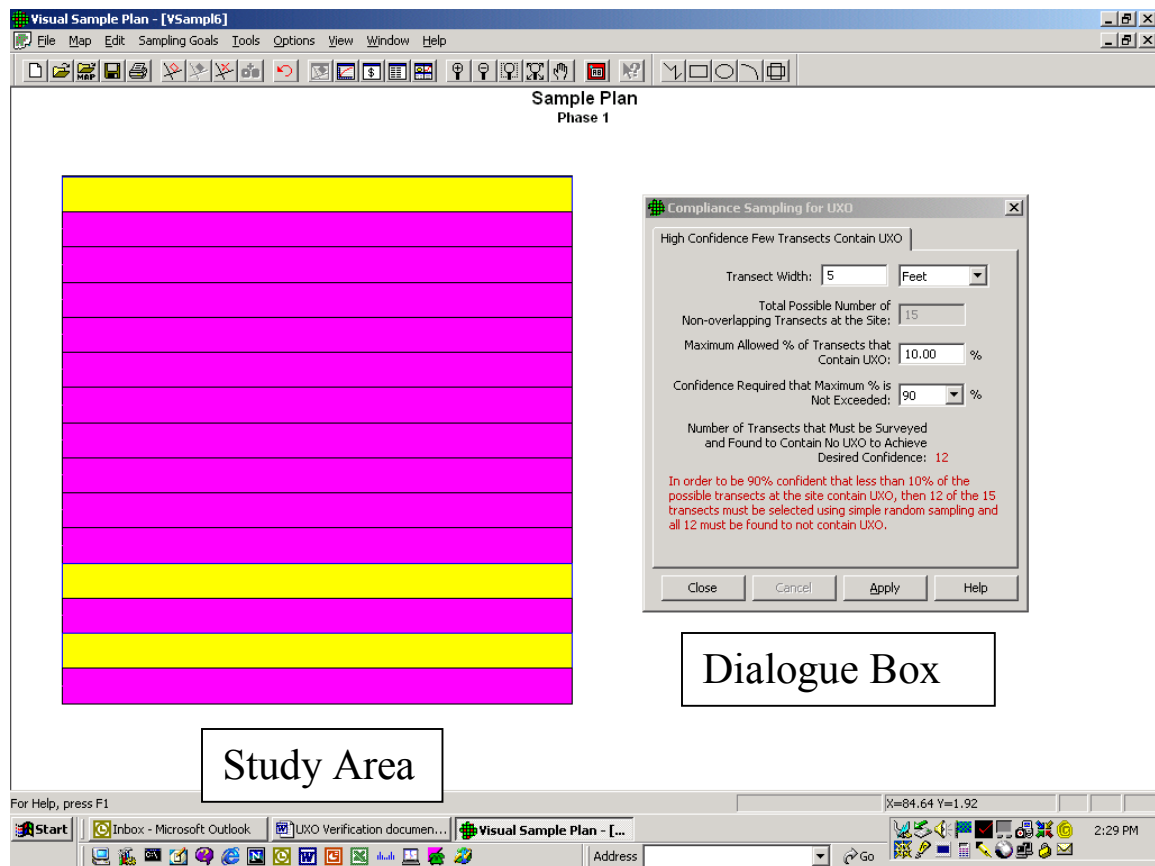 Visual Sample Plan - [VSampl6]
File Map Edit Sampling Goals Tools Options View Window Help
MAP
Sample Plan
Phase 1
Compliance Sampling for UXO
High Confidence Few Transects Contain UXO
Transect Width: 5 Feet
Total Possible Number of
Non-overlapping Transects at the Site: 15
Maximum Allowed % of Transects that
Contain UXO: 10.00 %
Confidence Required that Maximum % is
Not Exceeded: 90 %
Number of Transects that Must be Surveyed
and Found to Contain No UXO to Achieve
Desired Confidence: 12
In order to be 90% confident that less than 10% of the
possible transects at the site contain UXO, then 12 of the 15
transects must be selected using simple random sampling and
all 12 must be found to not contain UXO.
Close Cancel Apply Help
Dialogue Box
Study Area
For Help, press F1
X=84.64 Y=1.92
Start Inbox - Microsoft Outlook UXO Verification documen... Visual Sample Plan - [... 2:29 PM
Address Go